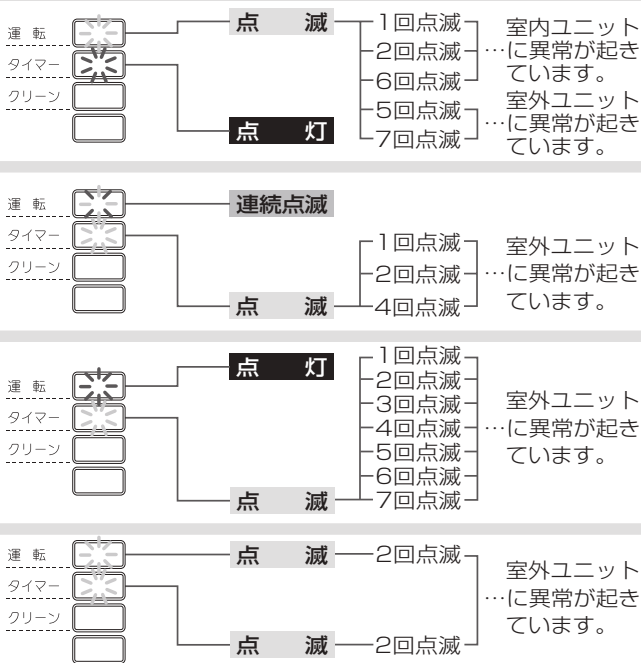 運 転
タイマー
クリーン
点 滅
点 灯
1回点滅
2回点滅
6回点滅
5回点滅
7回点滅
室内ユニット
…に異常が起き
ています。
室外ユニット
…に異常が起き
ています。
運 転
タイマー
クリーン
連続点滅
点 滅
1回点滅
2回点滅
4回点滅
室外ユニット
…に異常が起き
ています。
運 転
タイマー
クリーン
点 灯
点 滅
1回点滅
2回点滅
3回点滅
4回点滅
5回点滅
6回点滅
7回点滅
室外ユニット
…に異常が起き
ています。
運 転
タイマー
クリーン
点 滅
点 滅
2回点滅
2回点滅
室外ユニット
…に異常が起き
ています。